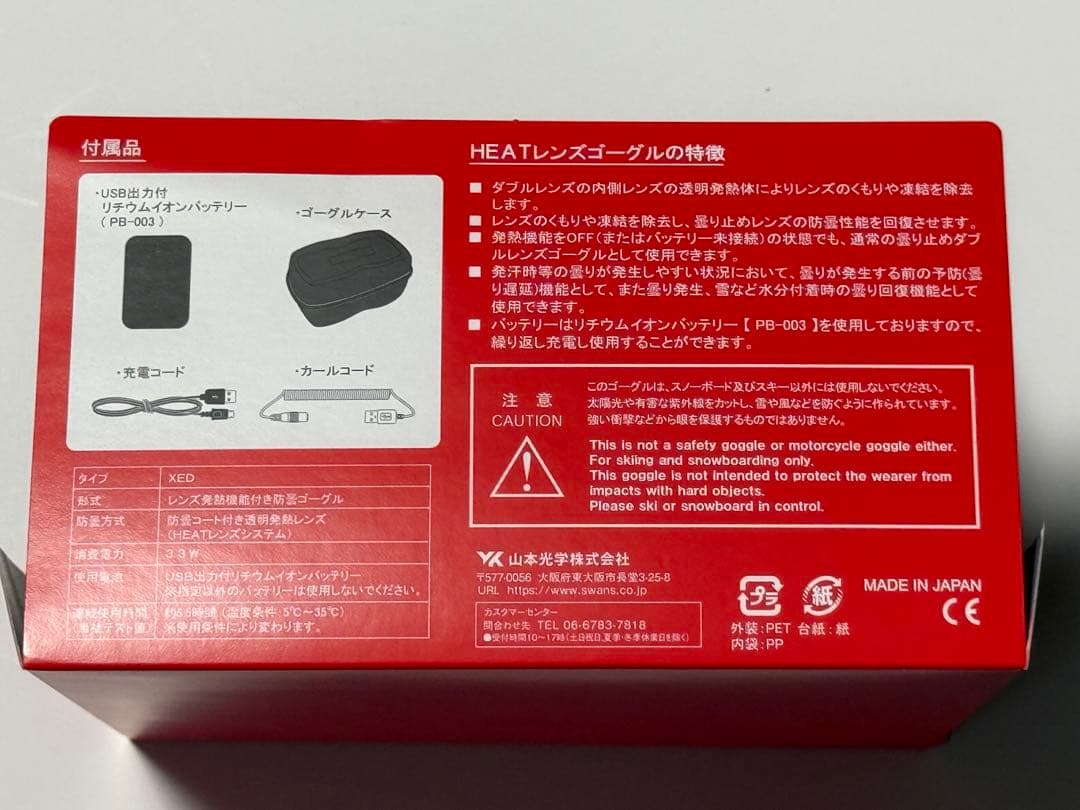 付属品
・USB出力付
リチウムイオンバッテリー
( PB-003 )
・ゴーグルケース
・充電コード
・カールコード
タイプ XED
形式 レンズ発熱機能付き防曇ゴーグル
防曇方式 防曇コート付き透明発熱レンズ
(HEATレンズシステム)
消費電力 3.3W
使用電池 USB出力付リチウムイオンバッテリー
※指定以外のバッテリーは使用しないでください。
連続使用時間 約5.5時間 (温度条件-5℃〜35℃)
(当社テスト値) ※使用条件により変わります。
HEATレンズゴーグルの特徴
■ ダブルレンズの内側レンズの透明発熱体によりレンズのくもりや凍結を除去
します。
■ レンズのくもりや凍結を除去し、曇り止めレンズの防曇性能を回復させます。
■ 発熱機能をOFF(またはバッテリー未接続)の状態でも、通常の曇り止めダブ
ルレンズゴーグルとして使用できます。
■ 発汗時等の曇りが発生しやすい状況において、曇りが発生する前の予防(曇
り遅延)機能として、また曇り発生、雪など水分付着時の曇り回復機能として
使用できます。
■ バッテリーはリチウムイオンバッテリー【 PB-003 】を使用しておりますので、
繰り返し充電し使用することができます。
注意
CAUTION
このゴーグルは、スノーボード及びスキー以外には使用しないでください。
太陽光や有害な紫外線をカットし、雪や風などを防ぐように作られています。
強い衝撃などから眼を保護するものではありません。
This is not a safety goggle or motorcycle goggle either.
For skiing and snowboarding only.
This goggle is not intended to protect the wearer from
impacts with hard objects.
Please ski or snowboard in control.
YK 山本光学株式会社
〒577-0056 大阪府東大阪市長堂3-25-8
URL https://www.swans.co.jp
カスタマーセンター
問合わせ先 TEL 06-6783-7818
●受付時間10〜17時(土日祝日,夏季・冬季休業日を除く)
プラ
紙
外装:PET 台紙:紙
内袋:PP
MADE IN JAPAN
CE